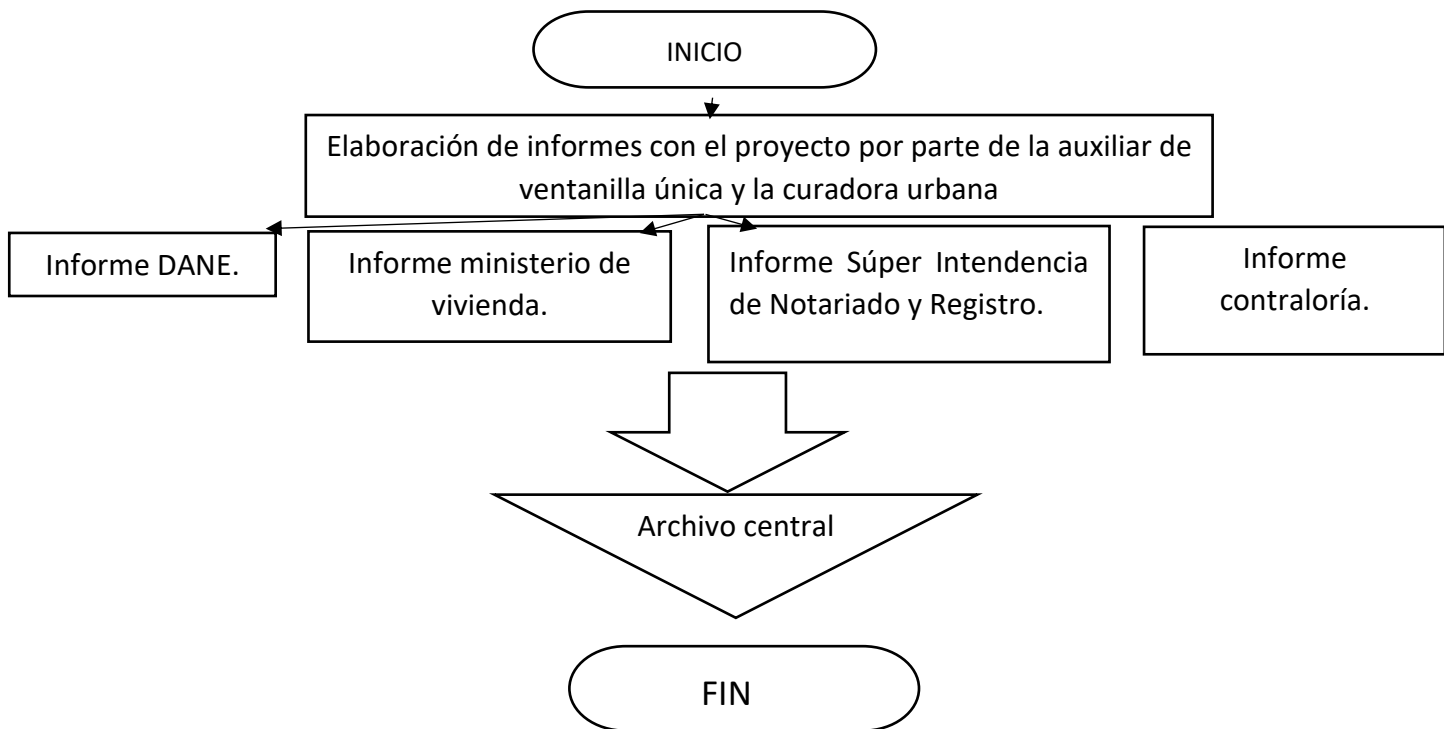 INICIO
Elaboración de informes con el proyecto por parte de la auxiliar de
ventanilla única y la curadora urbana
Informe DANE.
Informe ministerio de
vivienda.
Informe Súper Intendencia
de Notariado y Registro.
Informe
contraloría.
Archivo central
FIN